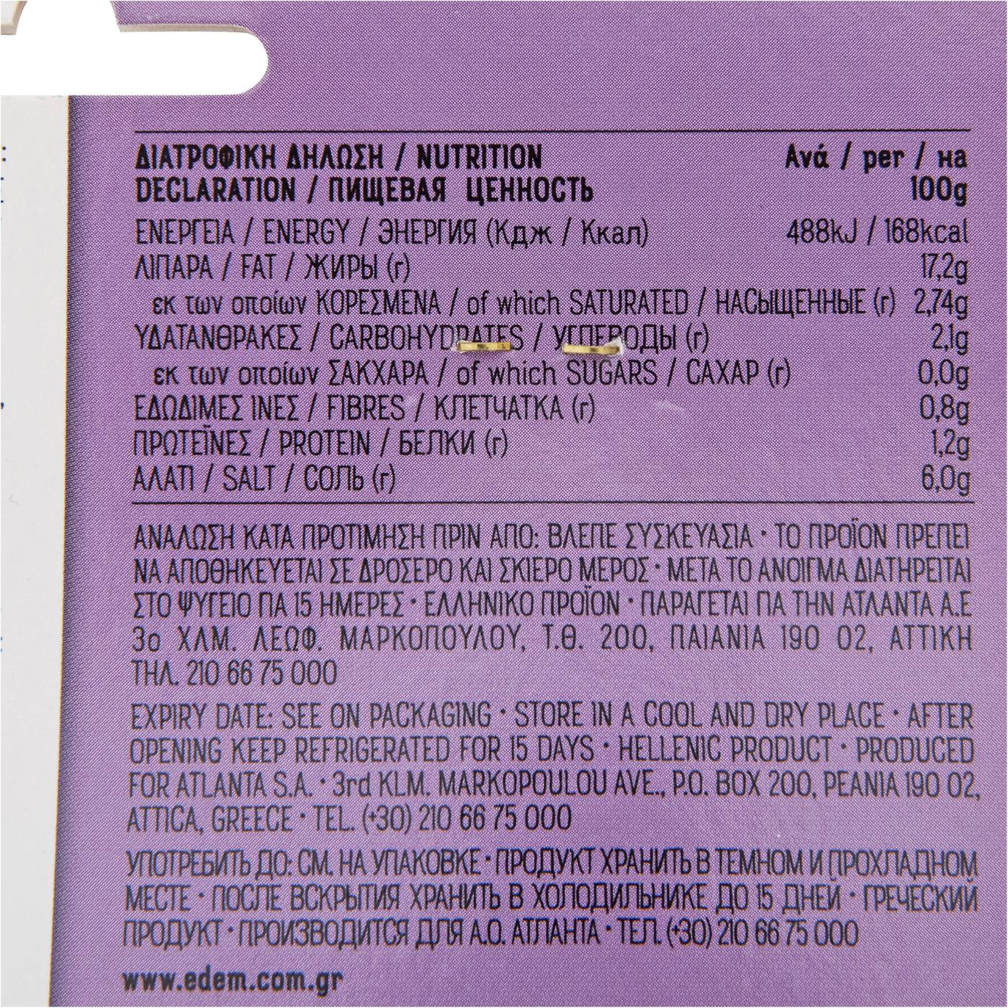 ΔΙΑΤΡΟΦΙΚΗ ΔΗΛΩΣΗ / NUTRITION Ανά / per / на
DECLARATION / ПИЩЕВАЯ ЦЕННОСТЬ 100g
ΕΝΕΡΓΕΙΑ / ENERGY / ЭНЕРГИЯ (Кдж / Ккал) 488kJ / 168kcal
ΛΙΠΑΡΑ / FAT / ЖИРЫ (г) 17,2g
εκ των οποίων ΚΟΡΕΣΜΕΝΑ / of which SATURATED / НАСЫЩЕННЫЕ (г) 2,74g
ΥΔΑΤΑΝΘΡΑΚΕΣ / CARBOHYDRATES / УГЛЕРОДЫ (г) 2,1g
εκ των οποίων ΣΑΚΧΑΡΑ / of which SUGARS / САХАР (г) 0,0g
ΕΔΩΔΙΜΕΣ ΙΝΕΣ / FIBRES / КЛЕТЧАТКА (г) 0,8g
ΠΡΩΤΕΪΝΕΣ / PROTEIN / БЕЛКИ (г) 1,2g
ΑΛΑΤΙ / SALT / СОЛЬ (г) 6,0g
ΑΝΑΛΩΣΗ ΚΑΤΑ ΠΡΟΤΙΜΗΣΗ ΠΡΙΝ ΑΠΟ: ΒΛΕΠΕ ΣΥΣΚΕΥΑΣΙΑ • ΤΟ ΠΡΟΪΟΝ ΠΡΕΠΕΙ
ΝΑ ΑΠΟΘΗΚΕΥΕΤΑΙ ΣΕ ΔΡΟΣΕΡΟ ΚΑΙ ΣΚΙΕΡΟ ΜΕΡΟΣ • ΜΕΤΑ ΤΟ ΑΝΟΙΓΜΑ ΔΙΑΤΗΡΕΙΤΑΙ
ΣΤΟ ΨΥΓΕΙΟ ΓΙΑ 15 ΗΜΕΡΕΣ • ΕΛΛΗΝΙΚΟ ΠΡΟΪΟΝ • ΠΑΡΑΓΕΤΑΙ ΓΙΑ ΤΗΝ ΑΤΛΑΝΤΑ Α.Ε
3ο ΧΛΜ. ΛΕΩΦ. ΜΑΡΚΟΠΟΥΛΟΥ, Τ.Θ. 200, ΠΑΙΑΝΙΑ 190 02, ΑΤΤΙΚΗ
ΤΗΛ. 210 66 75 000
EXPIRY DATE: SEE ON PACKAGING • STORE IN A COOL AND DRY PLACE • AFTER
OPENING KEEP REFRIGERATED FOR 15 DAYS • HELLENIC PRODUCT • PRODUCED
FOR ATLANTA S.A. • 3rd KLM. MARKOPOULOU AVE., P.O. BOX 200, PEANIA 190 02,
ATTICA, GREECE • TEL. (+30) 210 66 75 000
УПОТРЕБИТЬ ДО: СМ. НА УПАКОВКЕ • ПРОДУКТ ХРАНИТЬ В ТЕМНОМ И ПРОХЛАДНОМ
МЕСТЕ • ПОСЛЕ ВСКРЫТИЯ ХРАНИТЬ В ХОЛОДИЛЬНИКЕ ДО 15 ДНЕЙ • ГРЕЧЕСКИЙ
ПРОДУКТ • ПРОИЗВОДИТСЯ ДЛЯ А.О. АТЛАНТА • ТЕЛ. (+30) 210 66 75 000
www.edem.com.gr